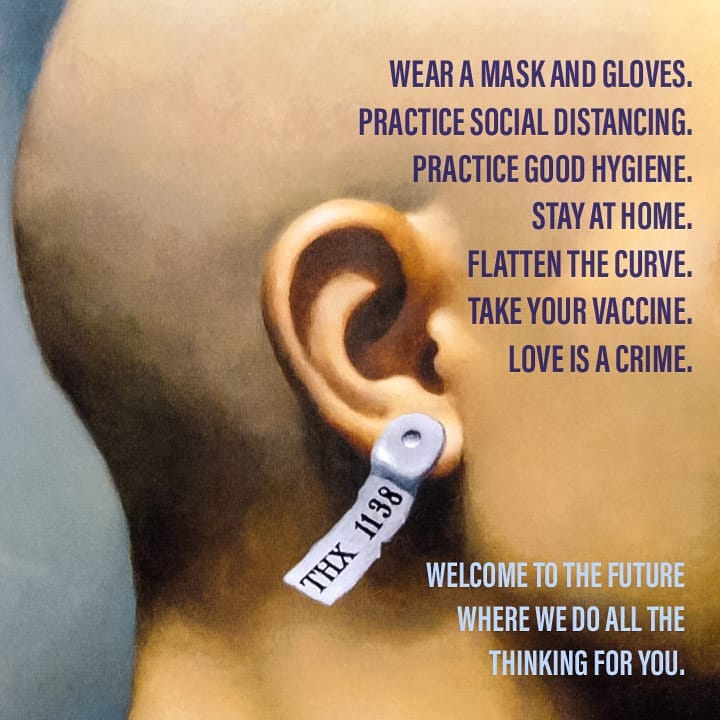 WEAR A MASK AND GLOVES.
PRACTICE SOCIAL DISTANCING.
PRACTICE GOOD HYGIENE.
STAY AT HOME.
FLATTEN THE CURVE.
TAKE YOUR VACCINE.
LOVE IS A CRIME.
THX 1138
WELCOME TO THE FUTURE
WHERE WE DO ALL THE
THINKING FOR YOU.